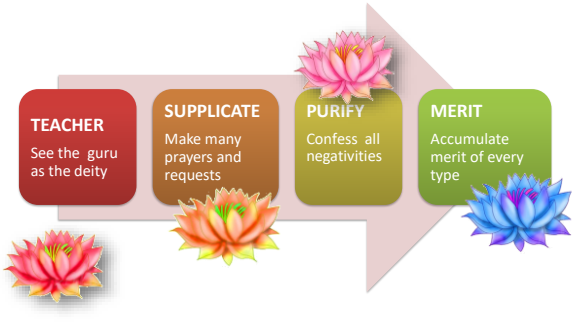 TEACHER
See the guru
as the deity
SUPPLICATE
Make many
prayers and
requests
PURIFY
Confess all
negativities
MERIT
Accumulate
merit of every
type